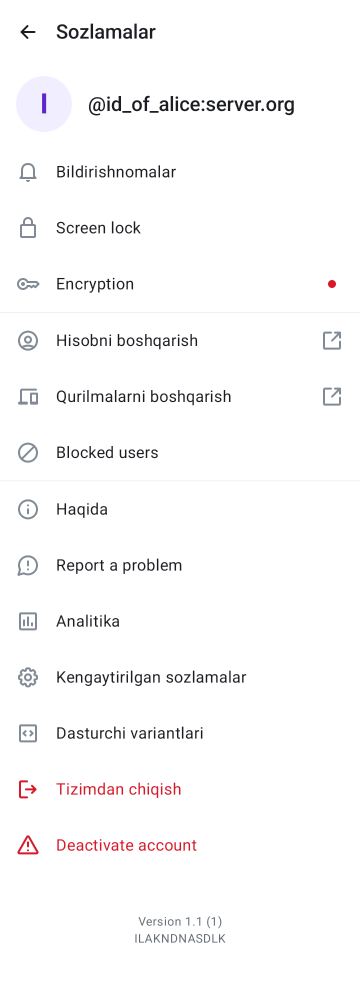 Sozlamalar
I
@id_of_alice:server.org
Bildirishnomalar
Screen lock
Encryption
Hisobni boshqarish
Qurilmalarni boshqarish
Blocked users
Haqida
Report a problem
Analitika
Kengaytirilgan sozlamalar
Dasturchi variantlari
Tizimdan chiqish
Deactivate account
Version 1.1 (1)
ILAKNDNASDLK